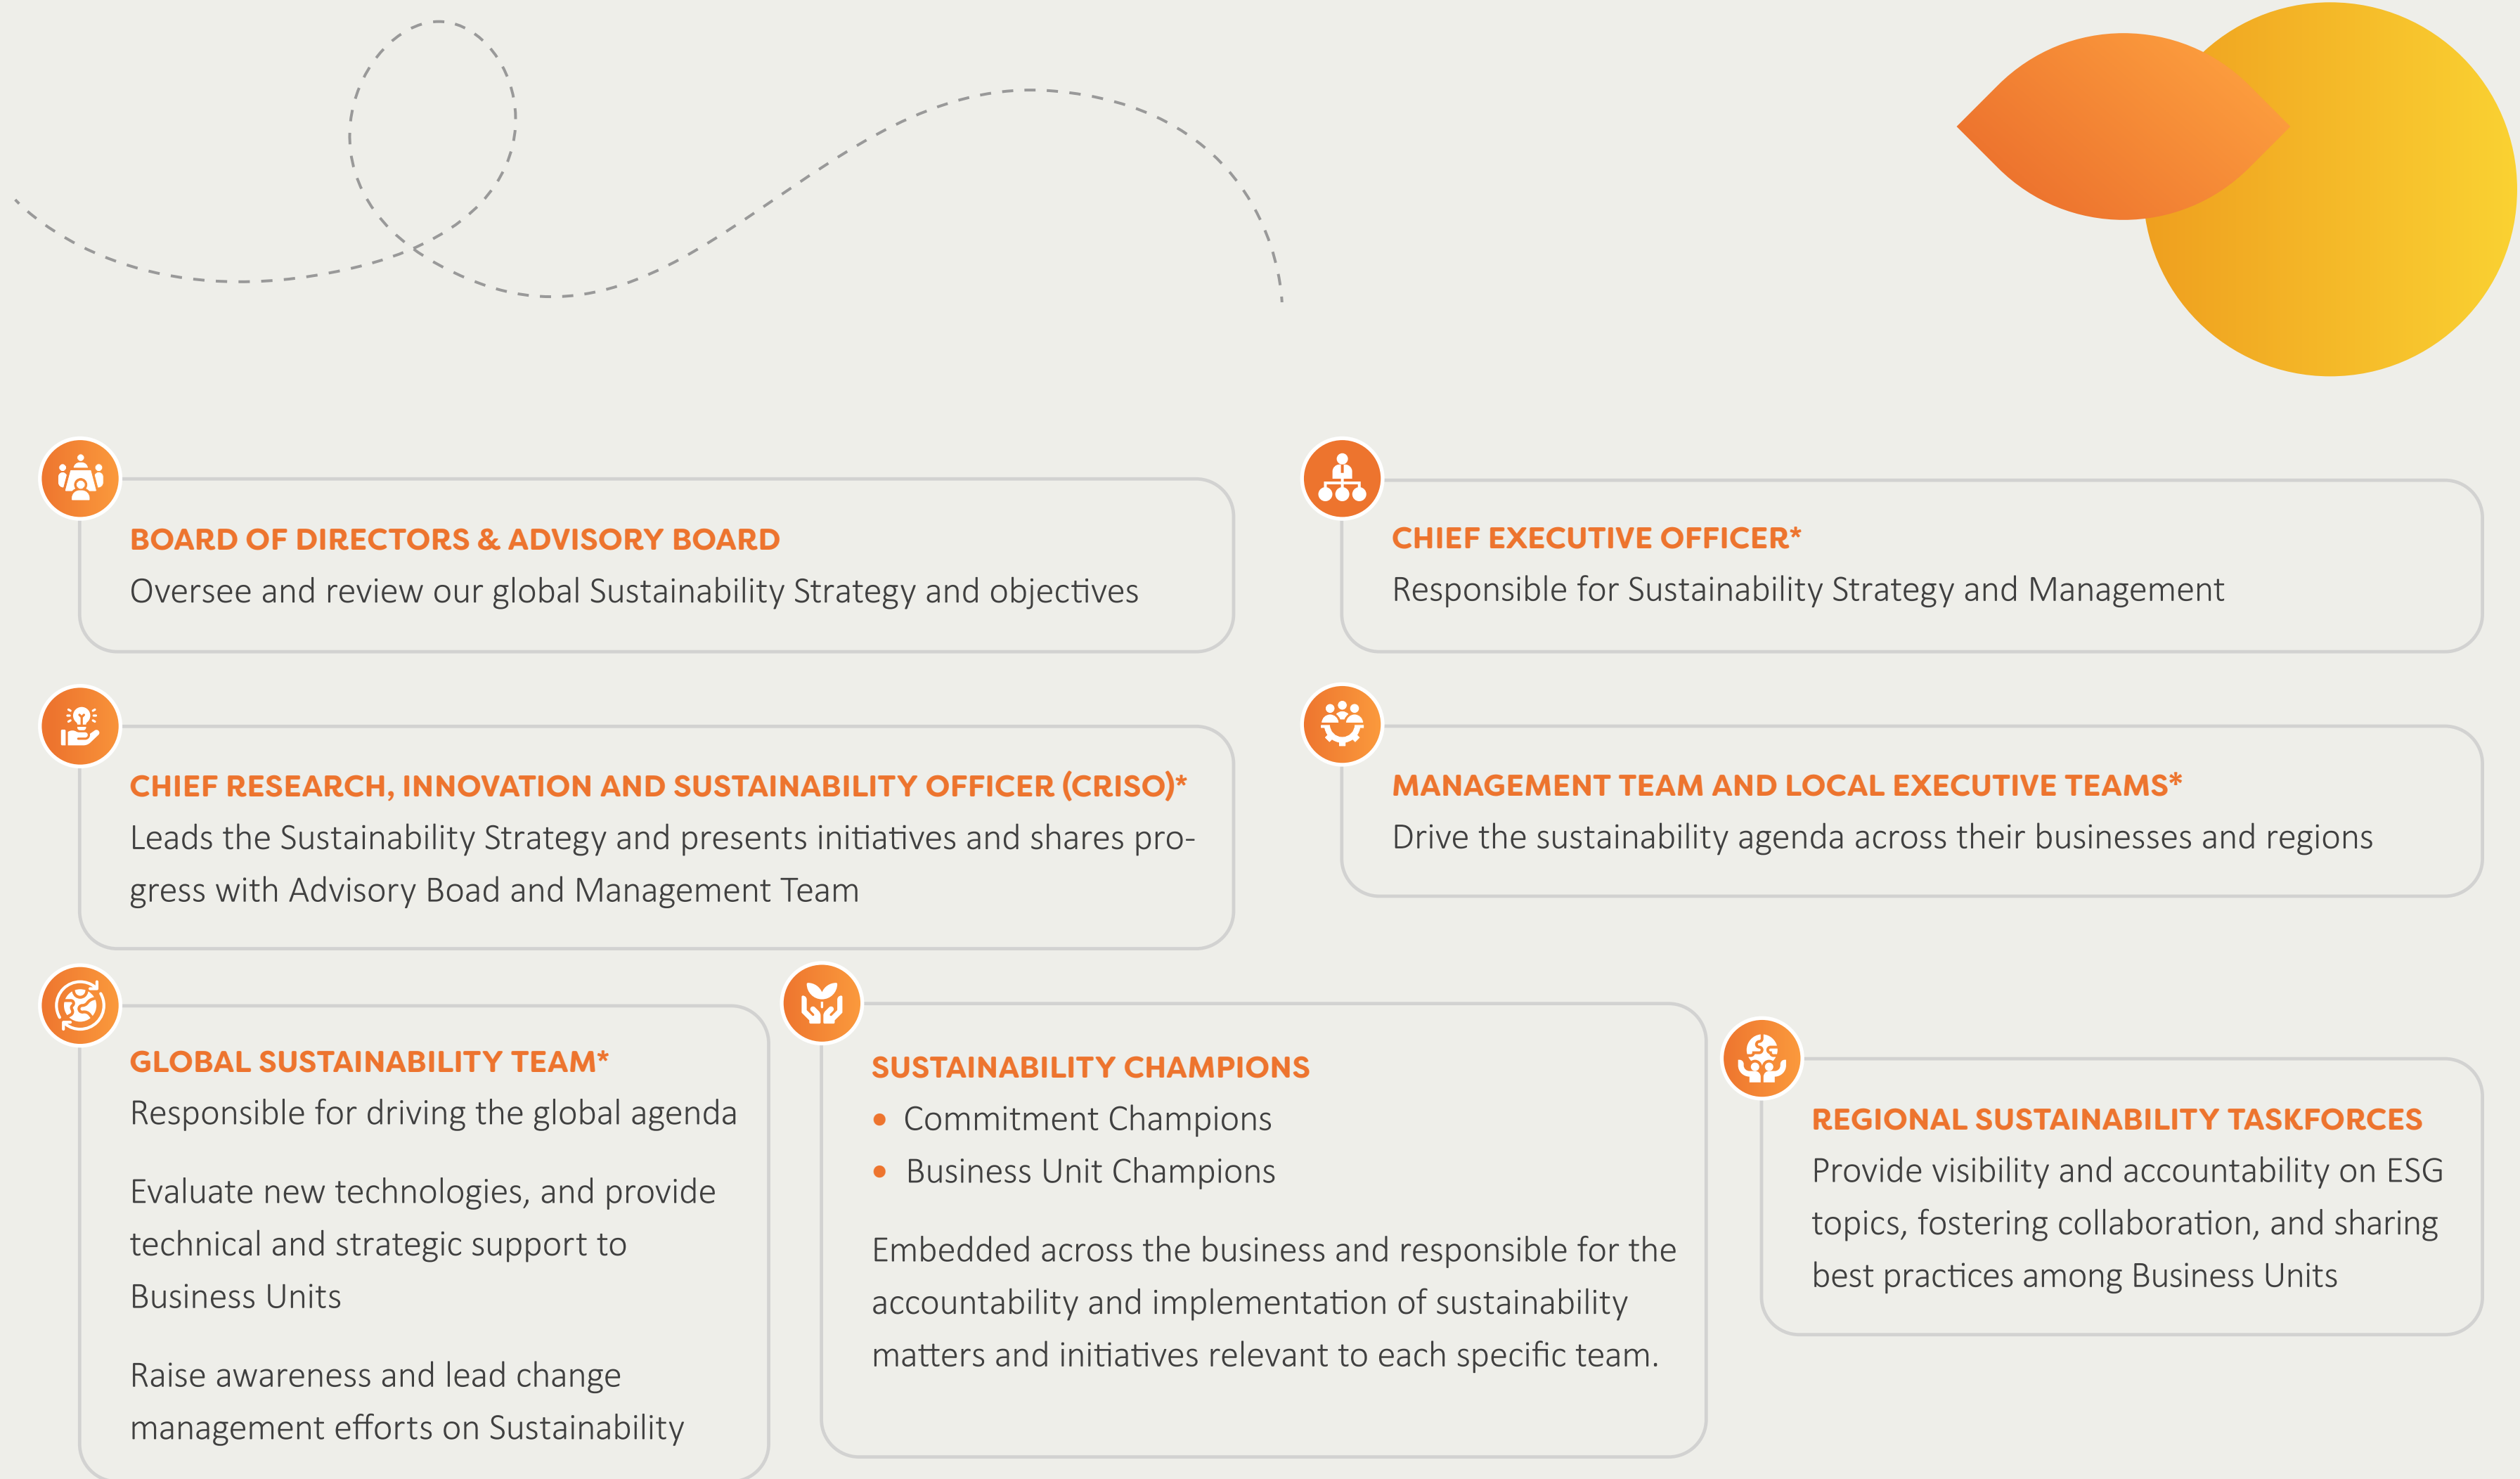 BOARD OF DIRECTORS & ADVISORY BOARD
Oversee and review our global Sustainability Strategy and objectives
CHIEF EXECUTIVE OFFICER*
Responsible for Sustainability Strategy and Management
CHIEF RESEARCH, INNOVATION AND SUSTAINABILITY OFFICER (CRISO)*
Leads the Sustainability Strategy and presents initiatives and shares pro-
gress with Advisory Boad and Management Team
MANAGEMENT TEAM AND LOCAL EXECUTIVE TEAMS*
Drive the sustainability agenda across their businesses and regions
GLOBAL SUSTAINABILITY TEAM*
Responsible for driving the global agenda
Evaluate new technologies, and provide
technical and strategic support to
Business Units
Raise awareness and lead change
management efforts on Sustainability
SUSTAINABILITY CHAMPIONS
• Commitment Champions
• Business Unit Champions
Embedded across the business and responsible for the
accountability and implementation of sustainability
matters and initiatives relevant to each specific team.
REGIONAL SUSTAINABILITY TASKFORCES
Provide visibility and accountability on ESG
topics, fostering collaboration, and sharing
best practices among Business Units